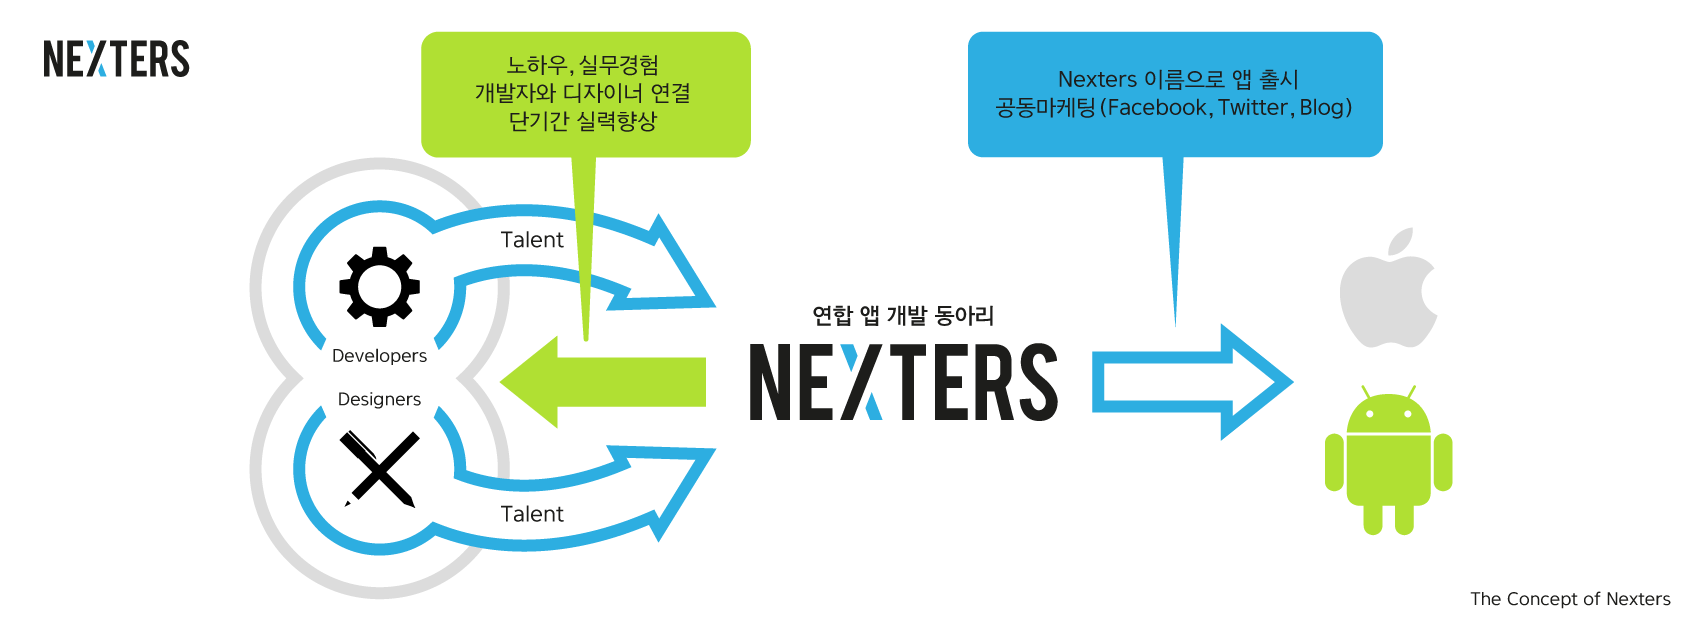 NEXTERS
노하우, 실무경험
개발자와 디자이너 연결
단기간 실력향상
Nexters 이름으로 앱 출시
공동마케팅(Facebook, Twitter, Blog)
Talent
Developers
Designers
Talent
연합 앱 개발 동아리
NEXTERS
The Concept of Nexters